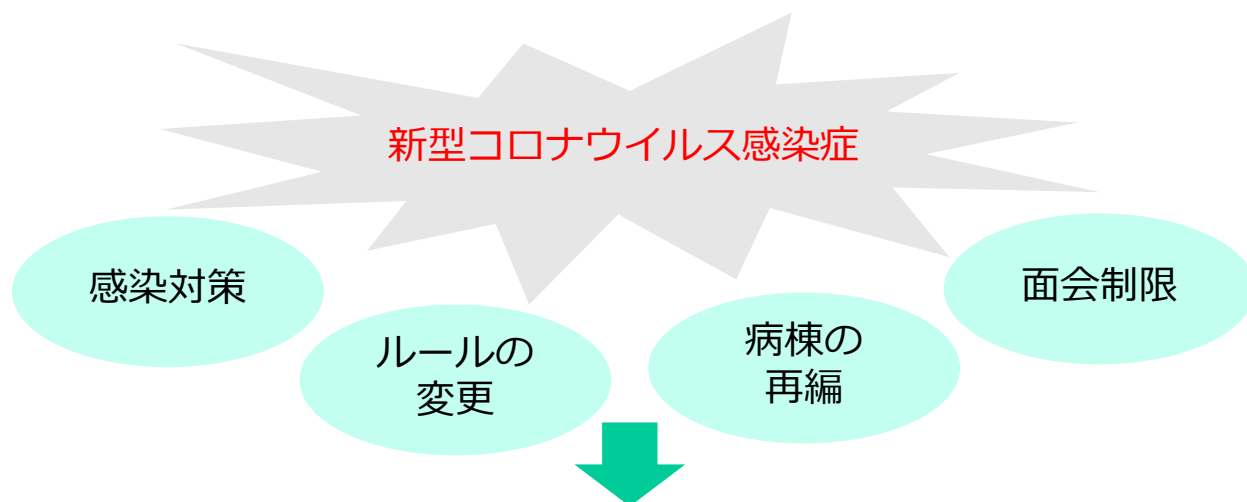 新型コロナウイルス感染症
感染対策
ルールの
変更
病棟の
再編
面会制限